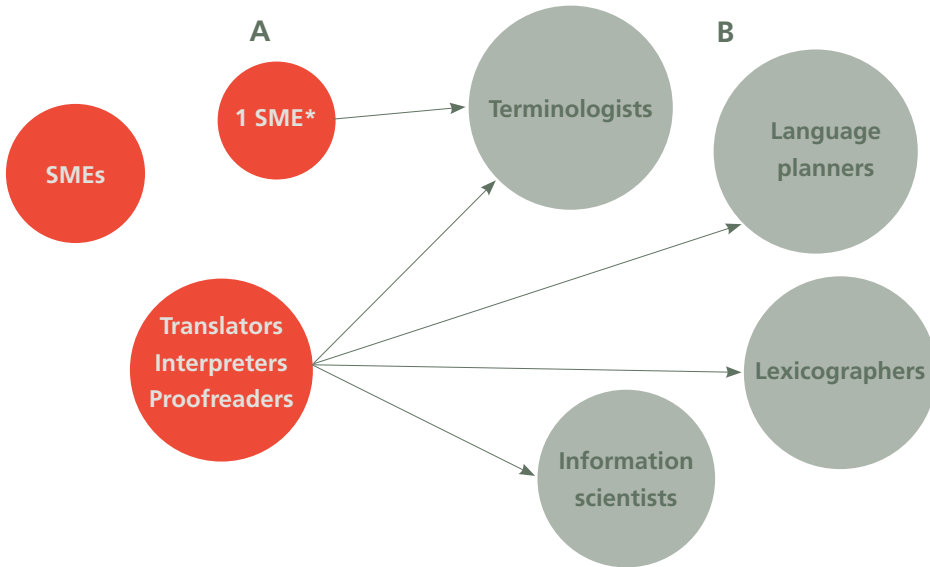 A
B
1 SME*
Terminologists
Language
planners
SMEs
Translators
Interpreters
Proofreaders
Lexicographers
Information
scientists